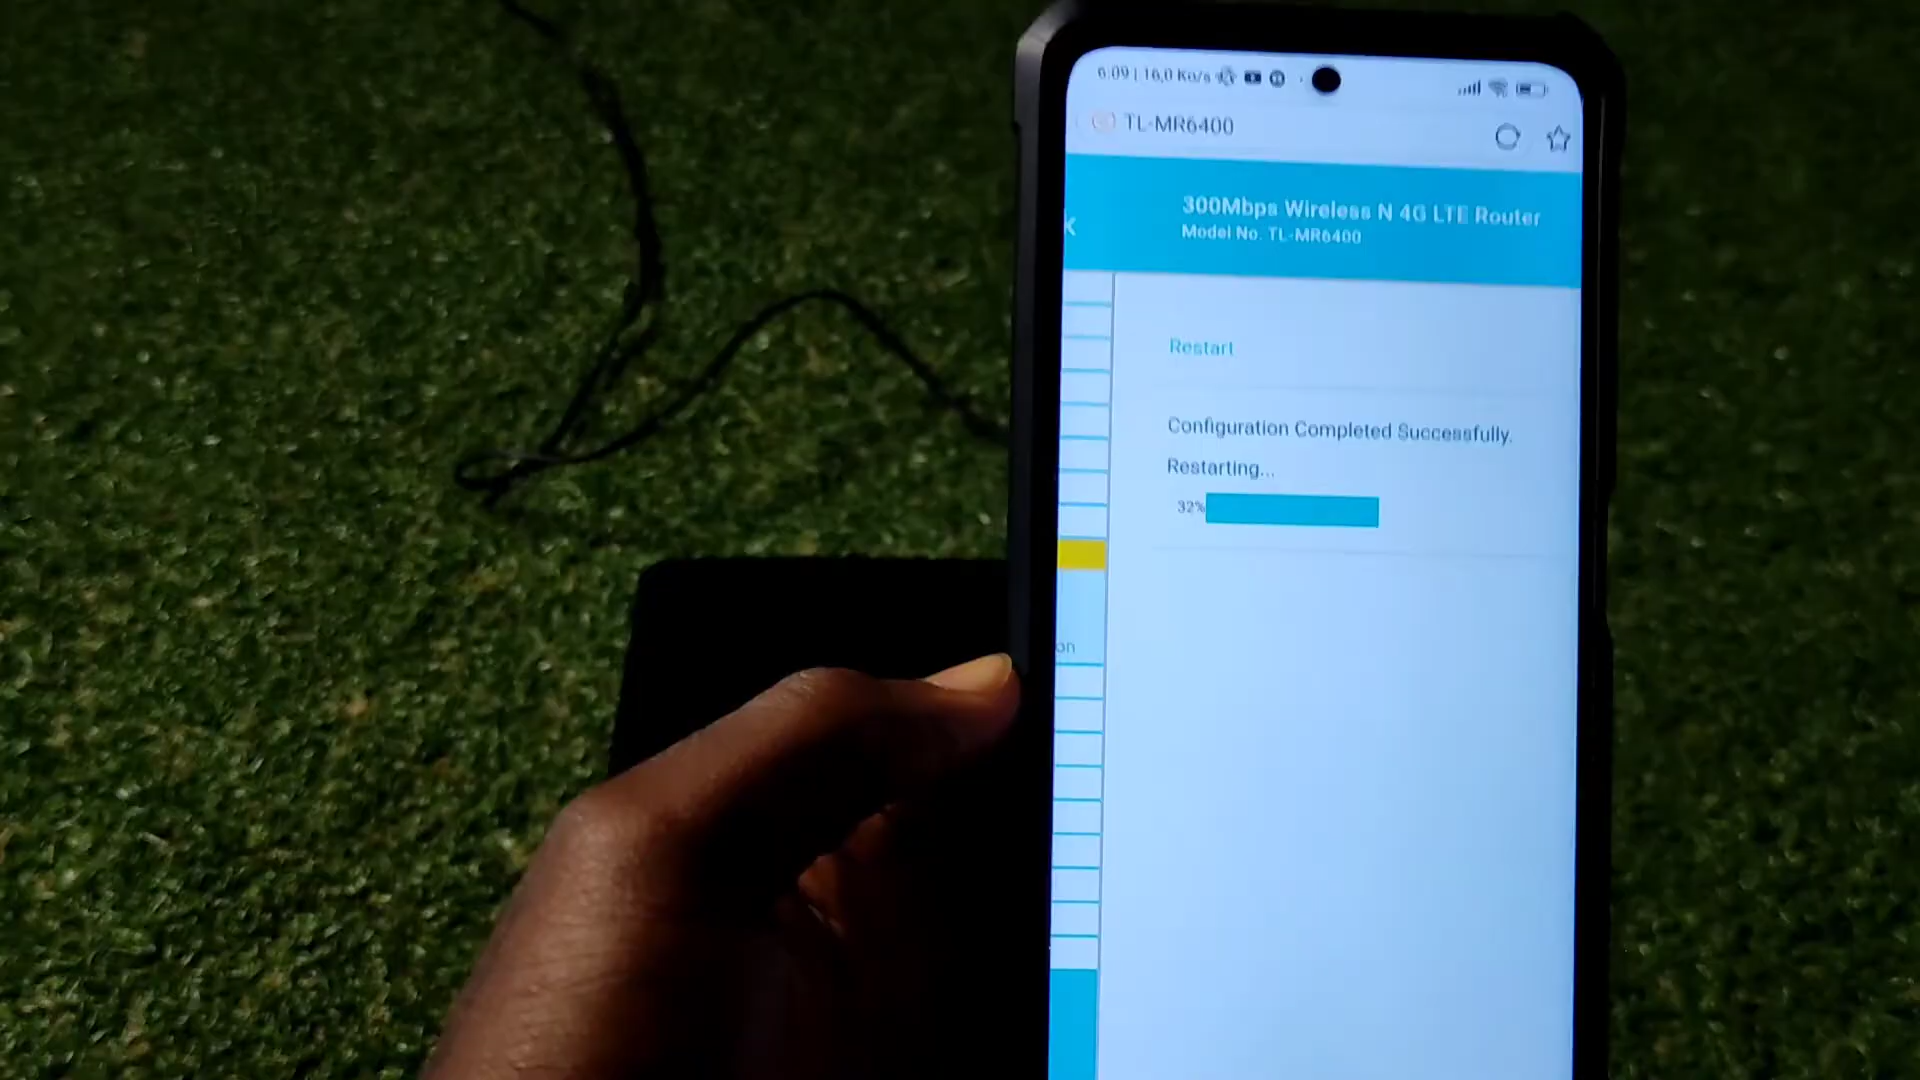 6:09 | 16,0 Ko/s
TL-MR6400
300Mbps Wireless N 4G LTE Router
Model No. TL-MR6400
K
Restart
Configuration Completed Successfully.
Restarting...
32%
on